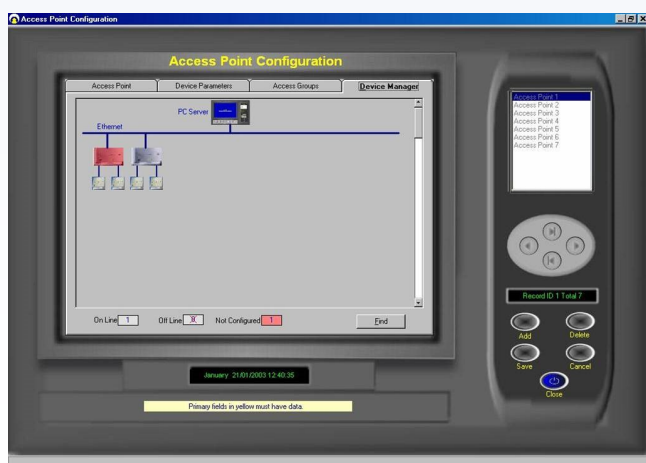 Access Point Configuration
Access Point Configuration
Access Point
Device Parameters
Access Groups
Device Manager
PC Server
Ethernet
On Line 1
Off Line
Not Configured 1
Find
Access Point 1
Access Point 2
Access Point 3
Access Point 4
Access Point 5
Access Point 6
Access Point 7
Record ID 1 Total 7
Add
Delete
Save
Cancel
Close
January 21/01/2003 12:40:35
Primary fields in yellow must have data.